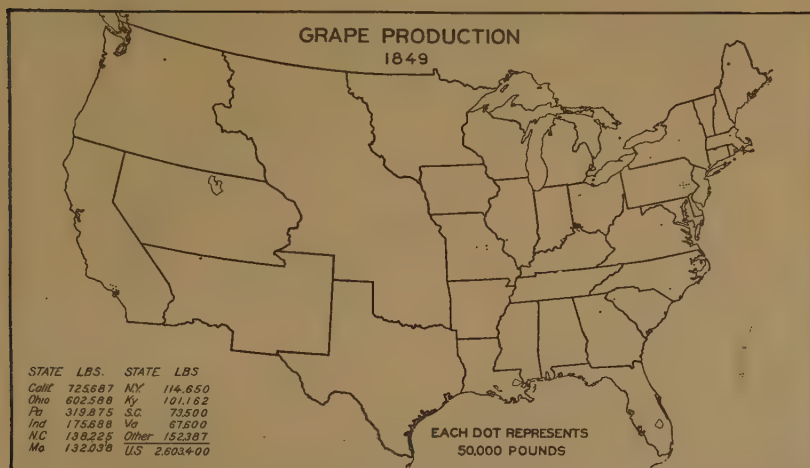 GRAPE PRODUCTION
1849
STATE LBS. STATE LBS
Calif 725,687 N.Y. 114,650
Ohio 602,588 Ky 101,162
Pa 319,875 S.C. 73,500
Ind 175,688 Va 67,600
N.C 138,225 Other 152,387
Mo 132,038 U.S 2,603,400
EACH DOT REPRESENTS
50,000 POUNDS